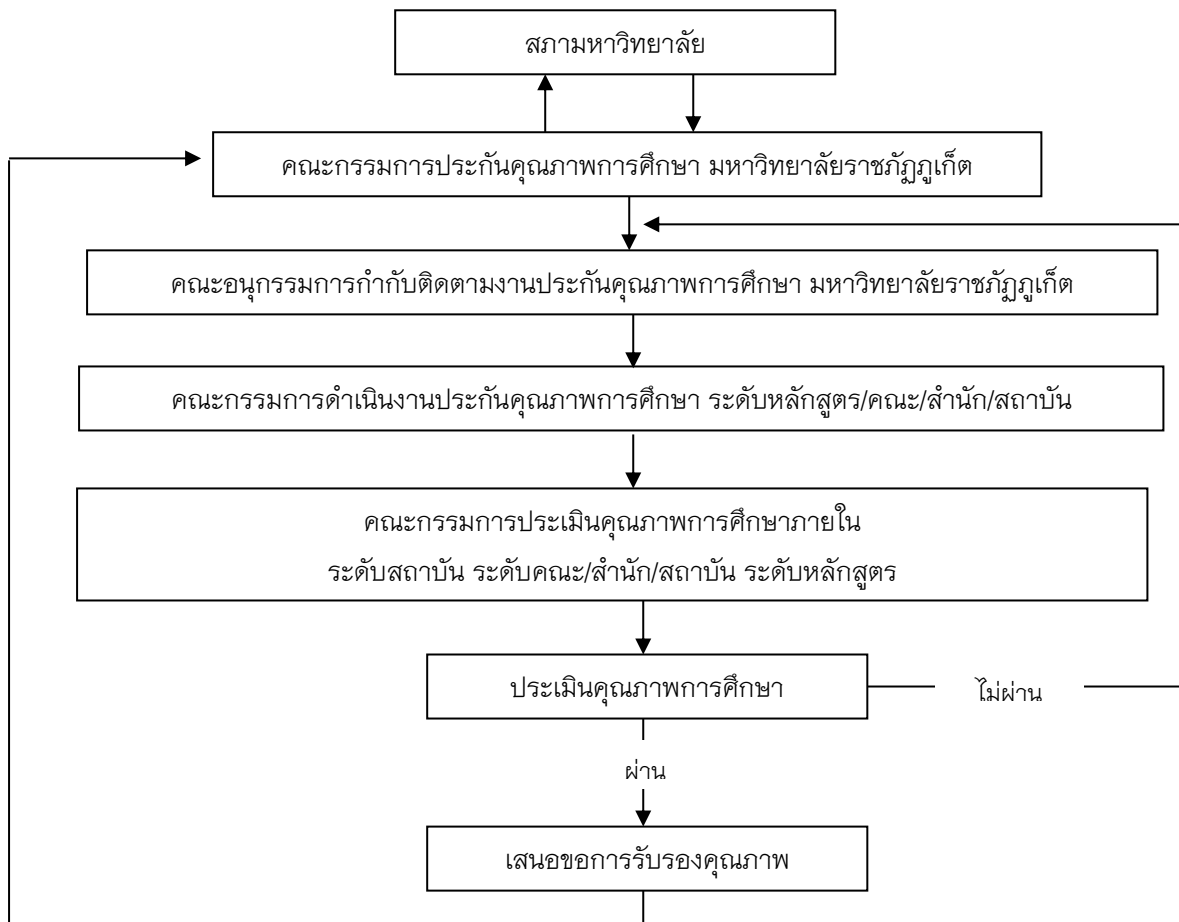 สภามหาวิทยาลัย
คณะกรรมการประกันคุณภาพการศึกษา มหาวิทยาลัยราชภัฏภูเก็ต
คณะอนุกรรมการกำกับติดตามงานประกันคุณภาพการศึกษา มหาวิทยาลัยราชภัฏภูเก็ต
คณะกรรมการดำเนินงานประกันคุณภาพการศึกษา ระดับหลักสูตร/คณะ/สำนัก/สถาบัน
คณะกรรมการประเมินคุณภาพการศึกษาภายใน
ระดับสถาบัน ระดับคณะ/สำนัก/สถาบัน ระดับหลักสูตร
ประเมินคุณภาพการศึกษา
ไม่ผ่าน
ผ่าน
เสนอขอการรับรองคุณภาพ